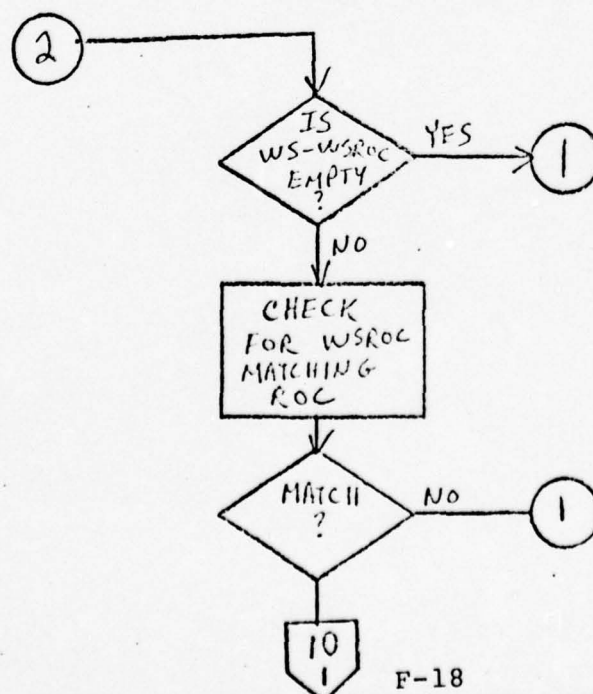 2
IS
WS-WSROC
EMPTY
?
YES
1
NO
CHECK
FOR WSROC
MATCHING
ROC
MATCH
?
NO
1
10
1
F-18